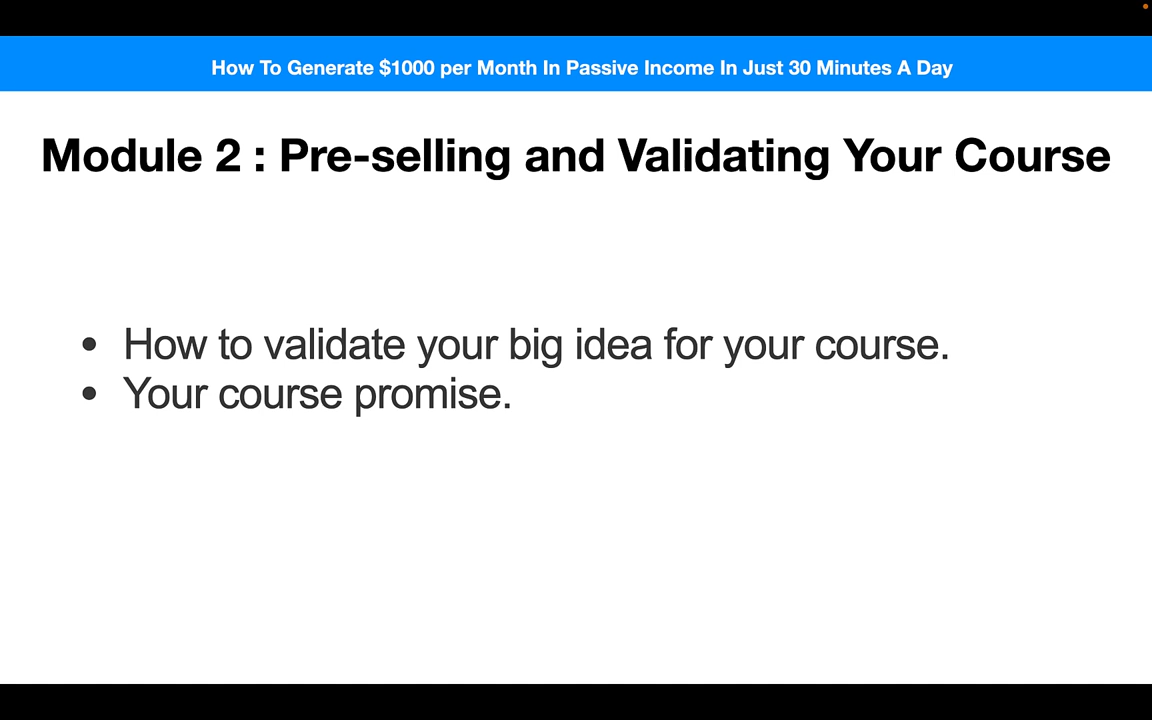 How To Generate $1000 per Month In Passive Income In Just 30 Minutes A Day
Module 2 : Pre-selling and Validating Your Course
• How to validate your big idea for your course.
• Your course promise.